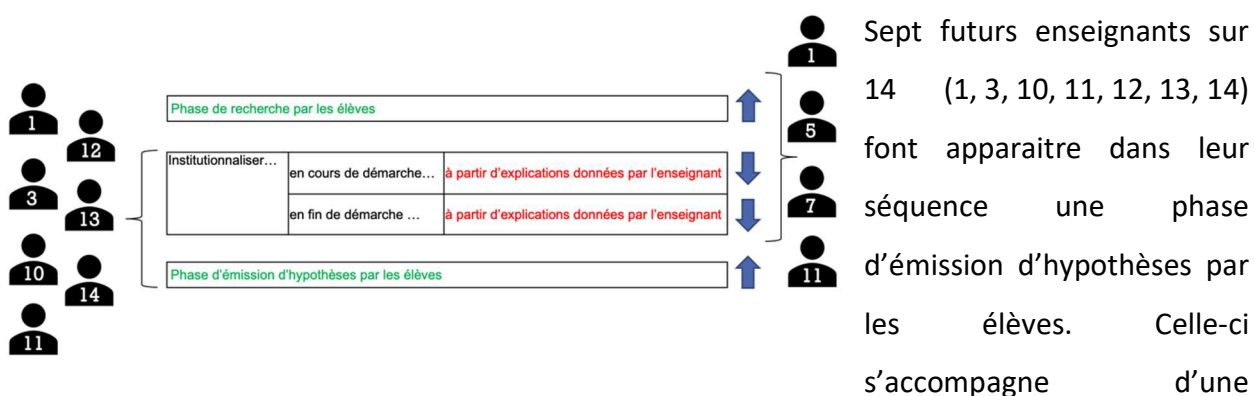 1
12
3
13
10
14
11
Phase de recherche par les élèves
Institutionnaliser…
en cours de démarche…
à partir d’explications données par l’enseignant
en fin de démarche …
à partir d’explications données par l’enseignant
Phase d’émission d’hypothèses par les élèves
1
5
7
11
Sept futurs enseignants sur
14 (1, 3, 10, 11, 12, 13, 14)
font apparaitre dans leur
séquence une phase
d’émission d’hypothèses par
les élèves. Celle-ci
s’accompagne d’une